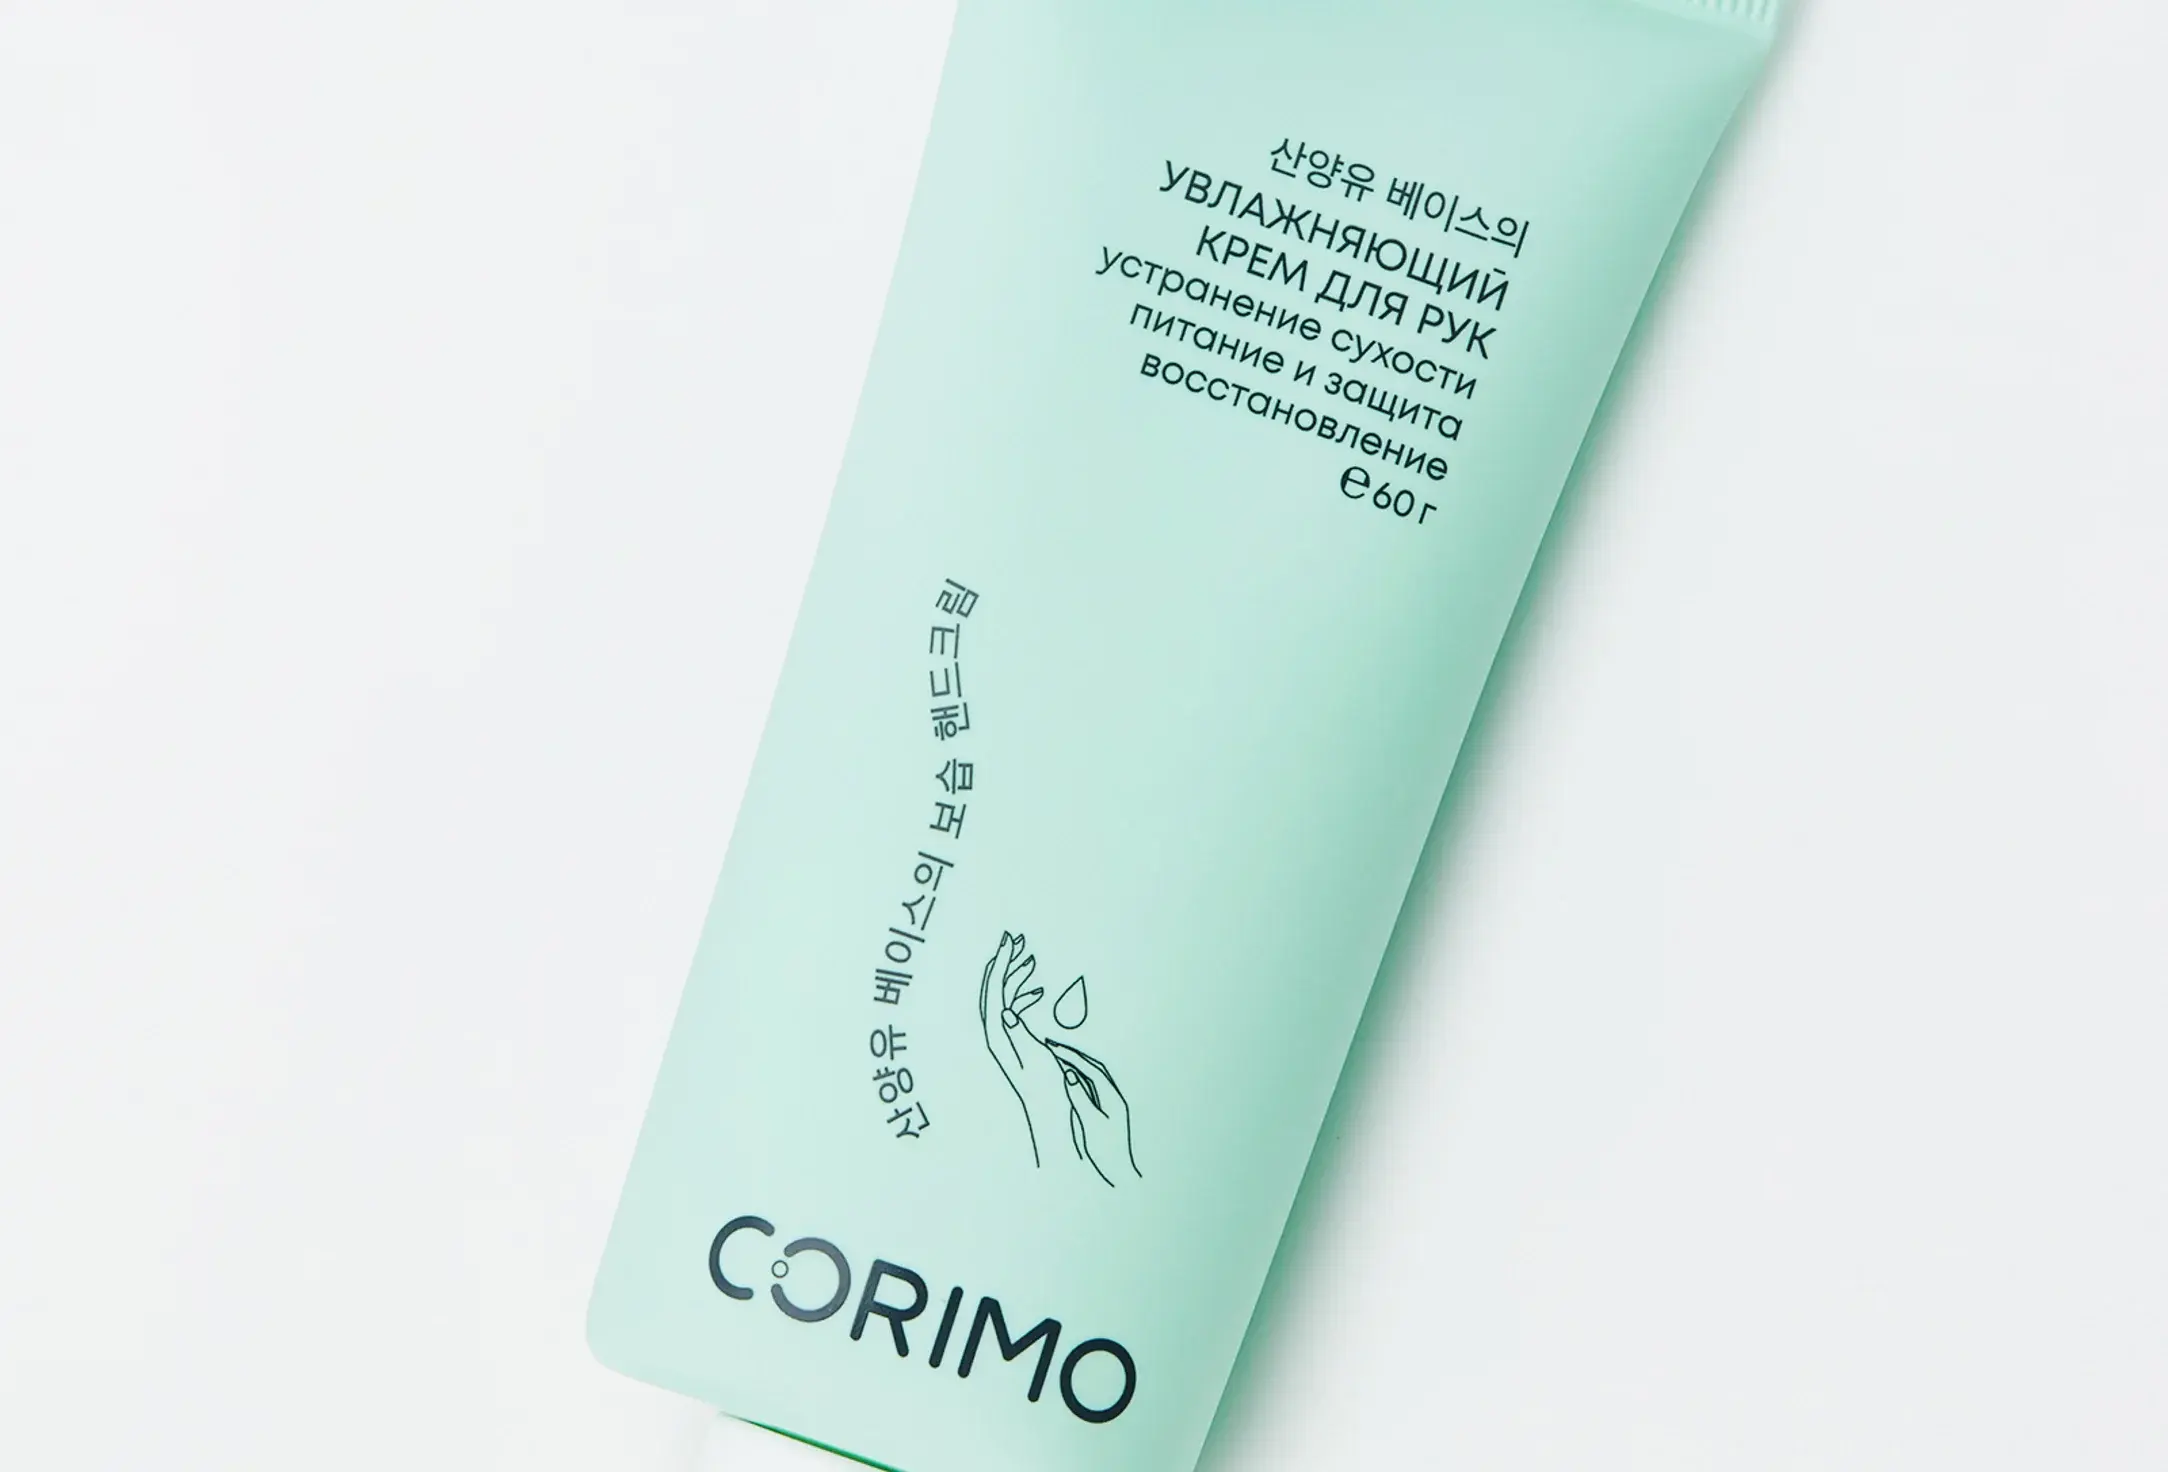 산양유 베이스의
УВЛАЖНЯЮЩИЙ
КРЕМ ДЛЯ РУК
устранение сухости
питание и защита
восстановление
℮60 г
산양유 베이스의 보습 핸드크림
CORIMO